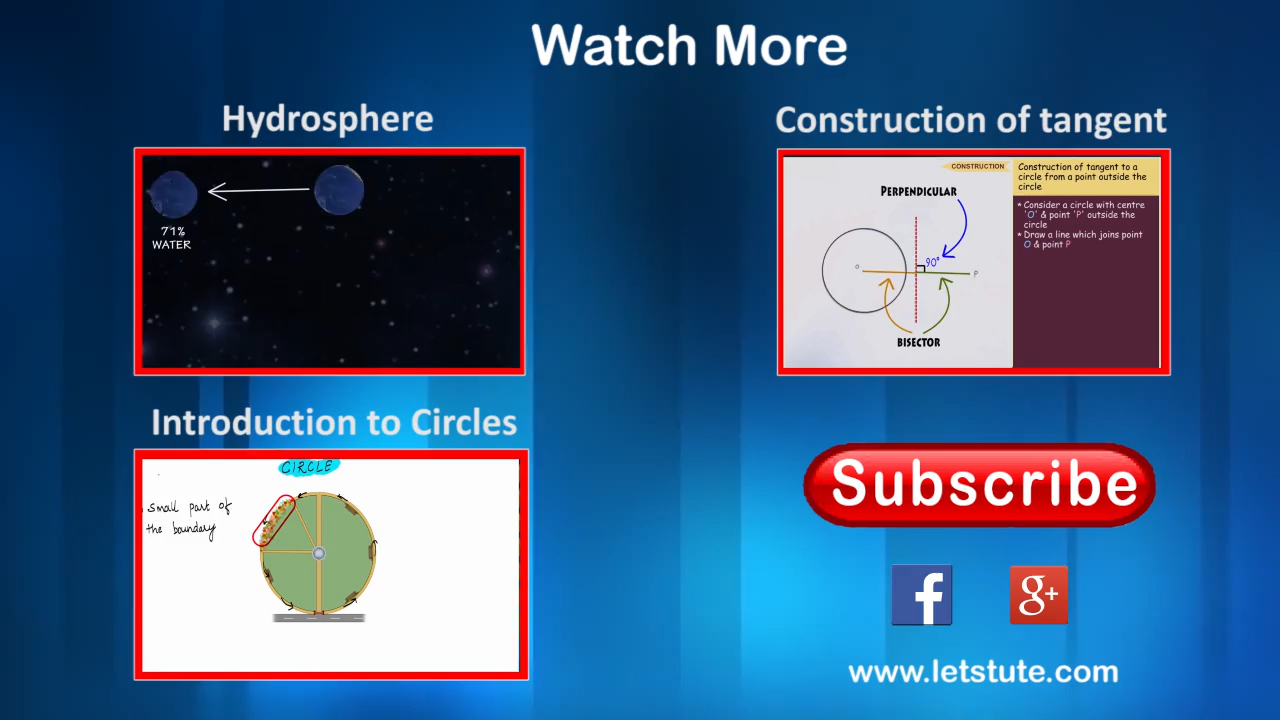 Watch More
Hydrosphere
71%
WATER
Construction of tangent
CONSTRUCTION
PERPENDICULAR
90°
O
P
BISECTOR
Construction of tangent to a
circle from a point outside the
circle
* Consider a circle with centre
'O' & point 'P' outside the
circle
* Draw a line which joins point
O & point P
Introduction to Circles
CIRCLE
Small part of
the boundary
Subscribe
f
g+
www.letstute.com